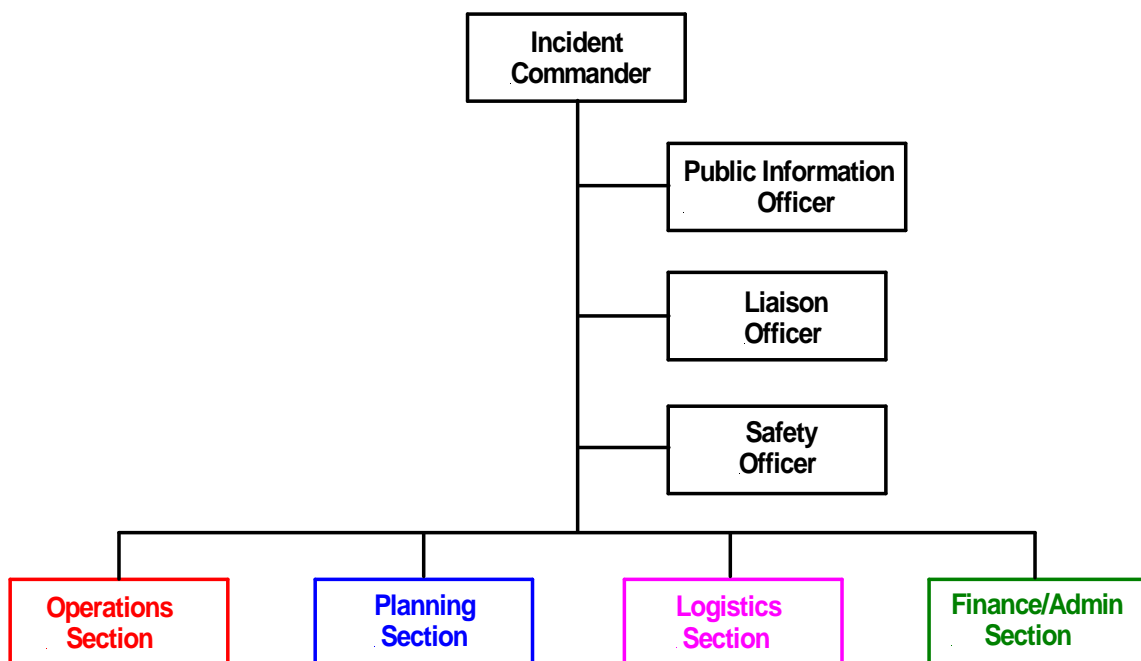 Incident
Commander
Public Information
Officer
Liaison
Officer
Safety
Officer
Operations
Section
Planning
Section
Logistics
Section
Finance/Admin
Section